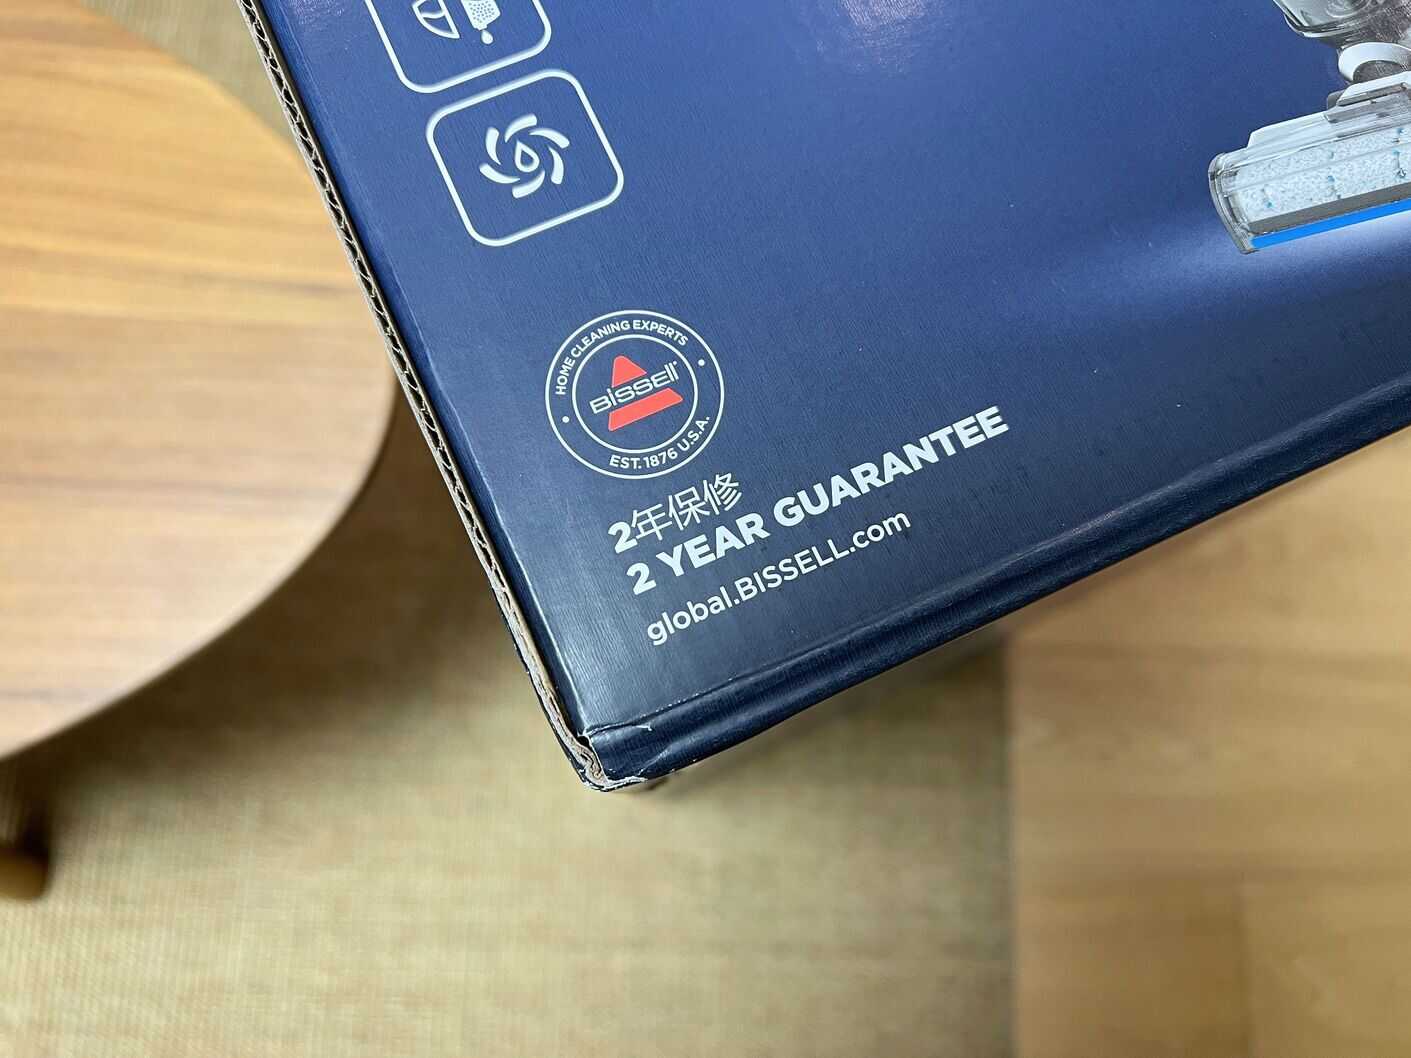 HOME CLEANING EXPERTS
BISSELL
EST. 1876 U.S.A.
2年保修
2 YEAR GUARANTEE
global.BISSELL.com